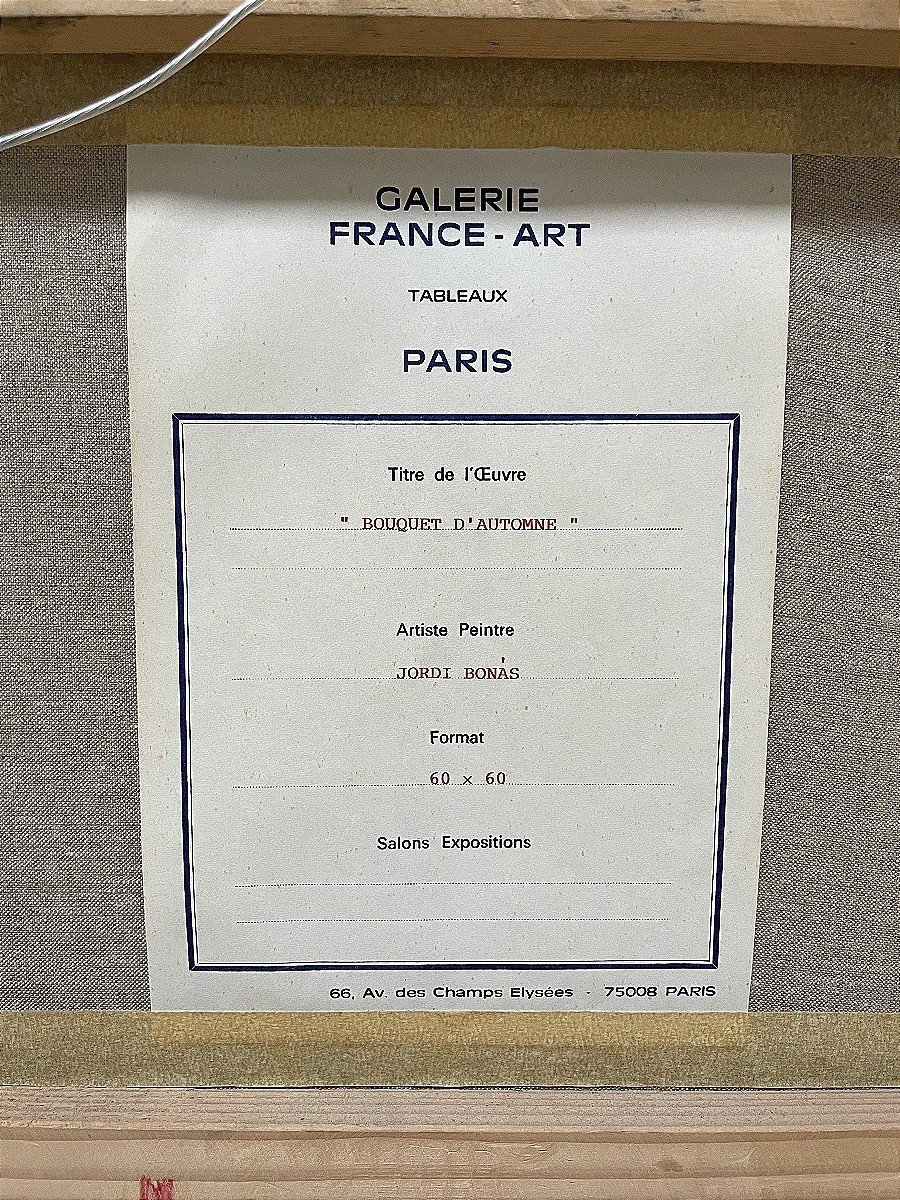 GALERIE
FRANCE - ART
TABLEAUX
PARIS
Titre de l'Œuvre
" BOUQUET D'AUTOMNE "
Artiste Peintre
JORDI BONÀS
Format
60 x 60
Salons Expositions
66, Av. des Champs Elysées - 75008 PARIS